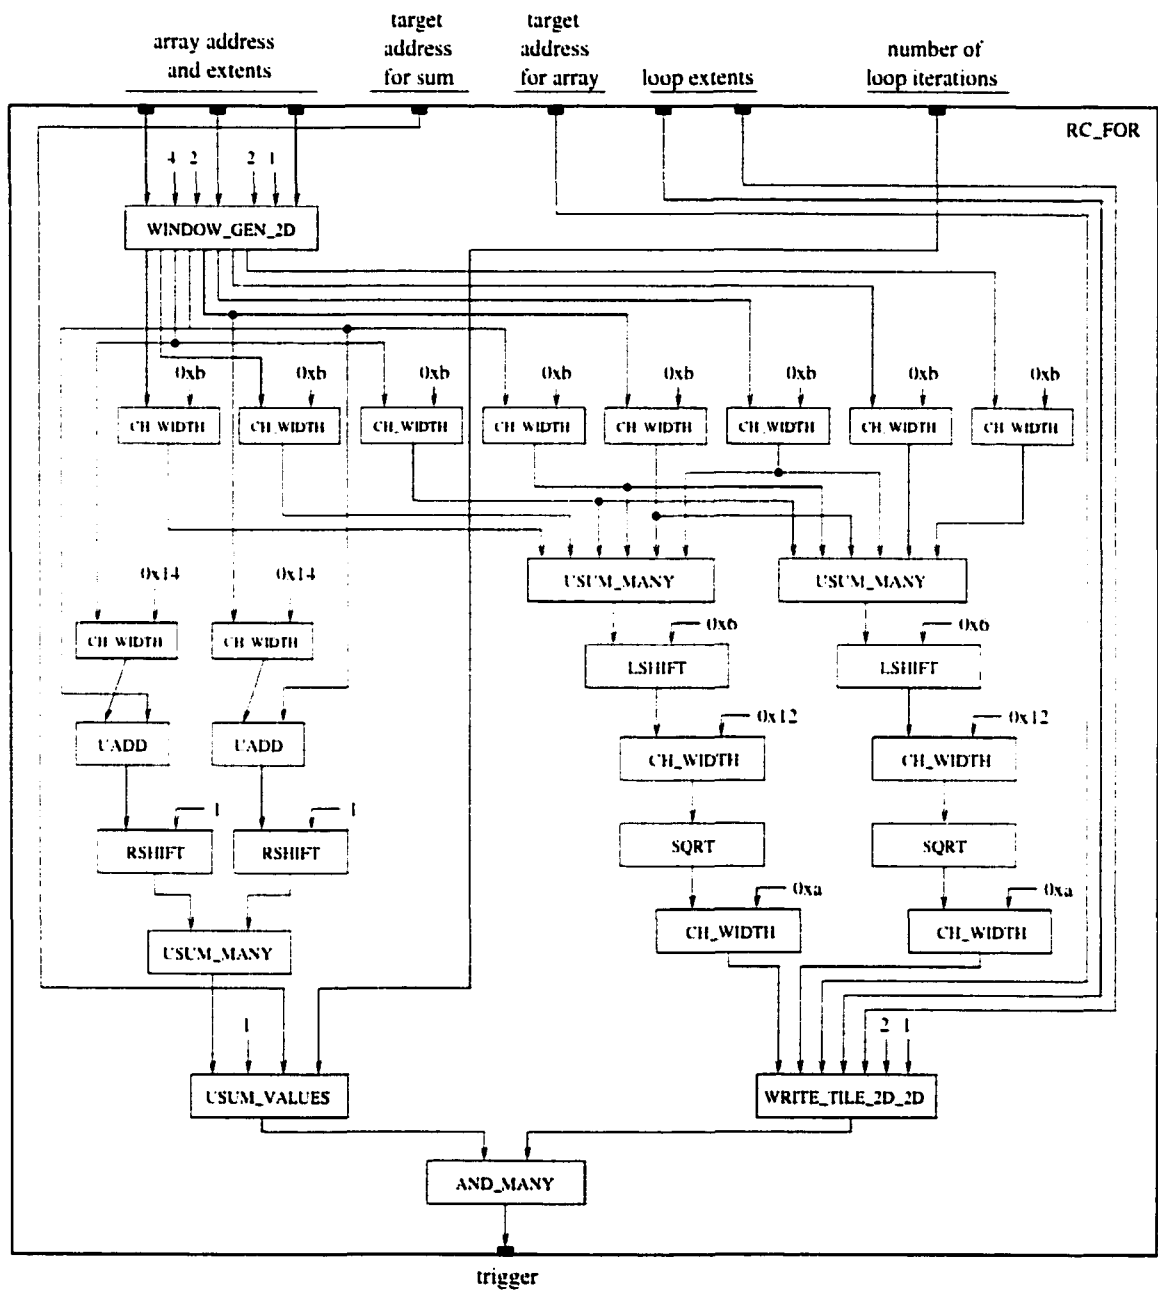 array address
and extents
target
address
for sum
target
address
for array
loop extents
number of
loop iterations
RC_FOR
4 2 2 1
WINDOW_GEN_2D
0xb 0xb 0xb 0xb 0xb 0xb 0xb 0xb
CH_WIDTH CH_WIDTH CH_WIDTH CH_WIDTH CH_WIDTH CH_WIDTH CH_WIDTH CH_WIDTH
0x14 0x14
USUM_MANY USUM_MANY
0x6 0x6
CH_WIDTH CH_WIDTH
LSHIFT LSHIFT
0x12 0x12
UADD UADD
CH_WIDTH CH_WIDTH
1 1
RSHIFT RSHIFT
SQRT SQRT
0xa 0xa
CH_WIDTH CH_WIDTH
USUM_MANY
1
2 1
USUM_VALUES
WRITE_TILE_2D_2D
AND_MANY
trigger